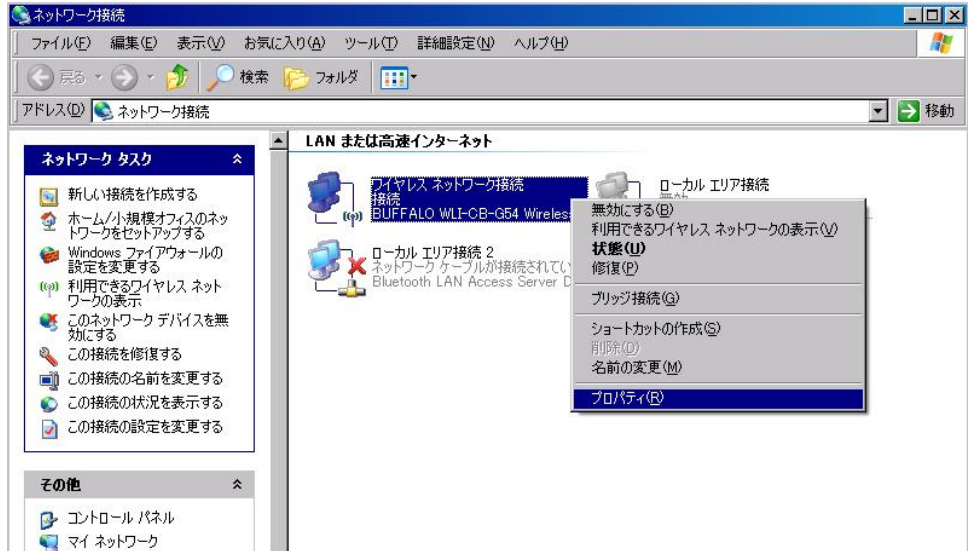 ネットワーク接続
ファイル(F) 編集(E) 表示(V) お気に入り(A) ツール(T) 詳細設定(N) ヘルプ(H)
戻る 検索 フォルダ
アドレス(D) ネットワーク接続 移動
ネットワーク タスク
新しい接続を作成する
ホーム/小規模オフィスのネッ
トワークをセットアップする
Windows ファイアウォールの
設定を変更する
利用できるワイヤレス ネット
ワークの表示
このネットワーク デバイスを無
効にする
この接続を修復する
この接続の名前を変更する
この接続の状況を表示する
この接続の設定を変更する
その他
コントロール パネル
マイ ネットワーク
LAN または高速インターネット
ワイヤレス ネットワーク接続
接続
BUFFALO WLI-CB-G54 Wireless
ローカル エリア接続
無効
ローカル エリア接続 2
ネットワーク ケーブルが接続されてい
Bluetooth LAN Access Server D
無効にする(B)
利用できるワイヤレス ネットワークの表示(V)
状態(U)
修復(P)
ブリッジ接続(G)
ショートカットの作成(S)
削除(D)
名前の変更(M)
プロパティ(R)